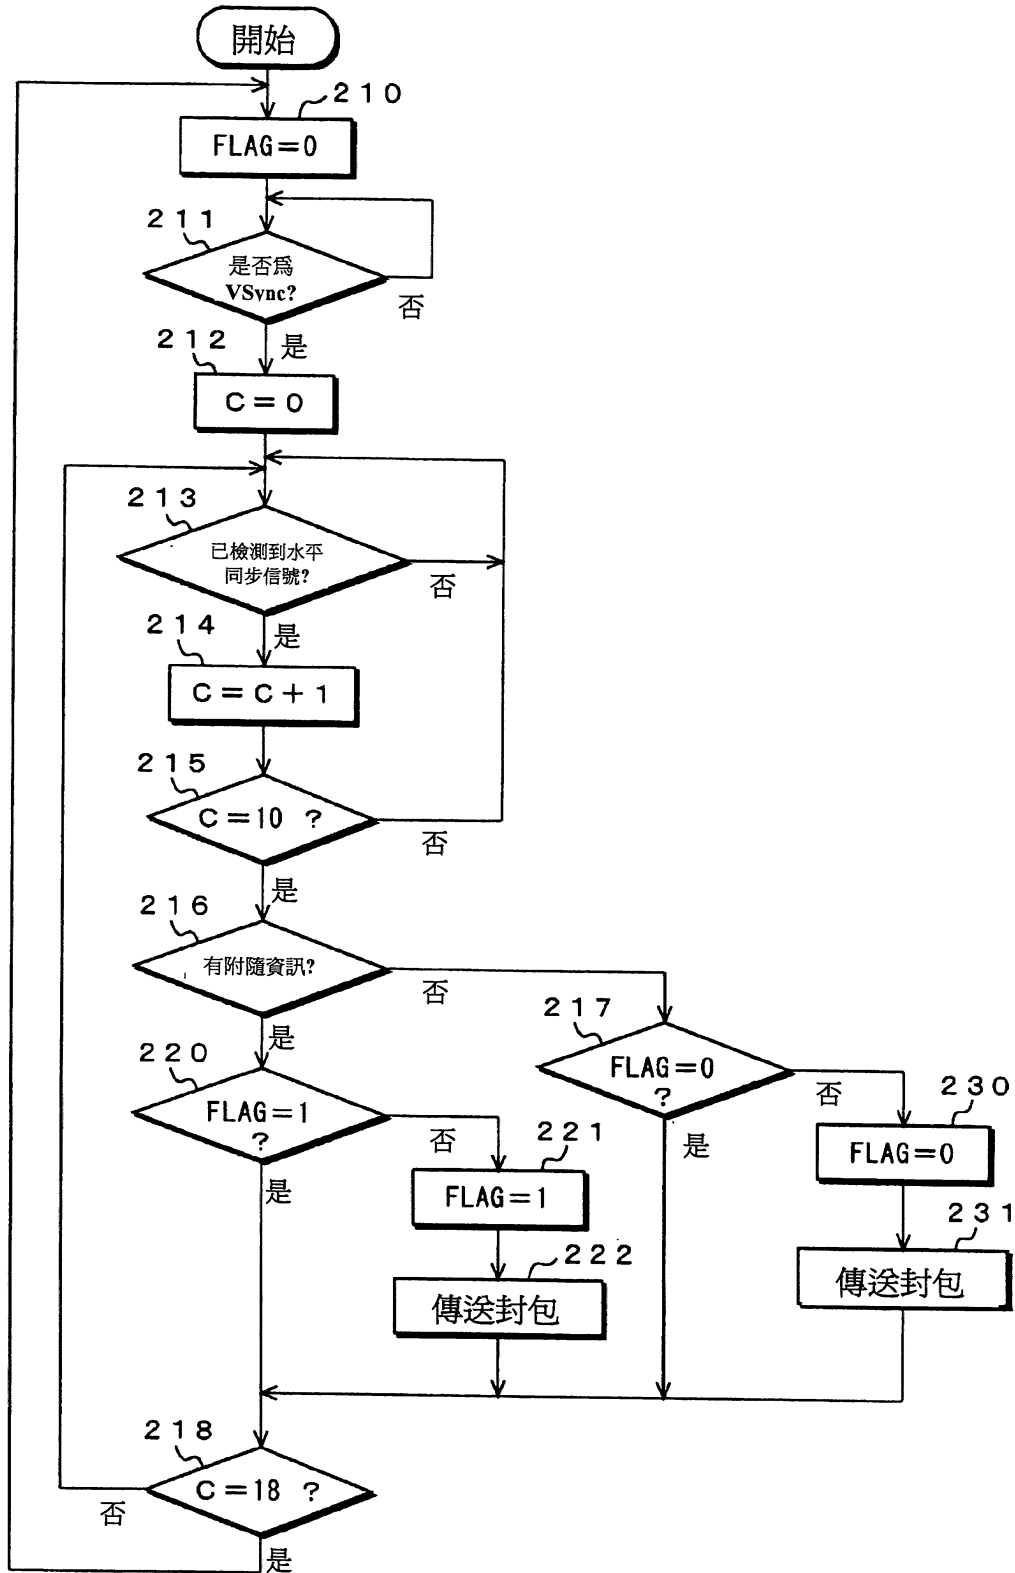 開始
210
FLAG=0
211
是否為
VSync?
否
是
212
C=0
213
已檢測到水平
同步信號?
否
是
214
C=C+1
215
C=10 ?
否
是
216
有附隨資訊?
否
是
217
FLAG=0
?
否
是
220
FLAG=1
?
否
是
221
FLAG=1
222
傳送封包
230
FLAG=0
231
傳送封包
218
C=18 ?
否
是